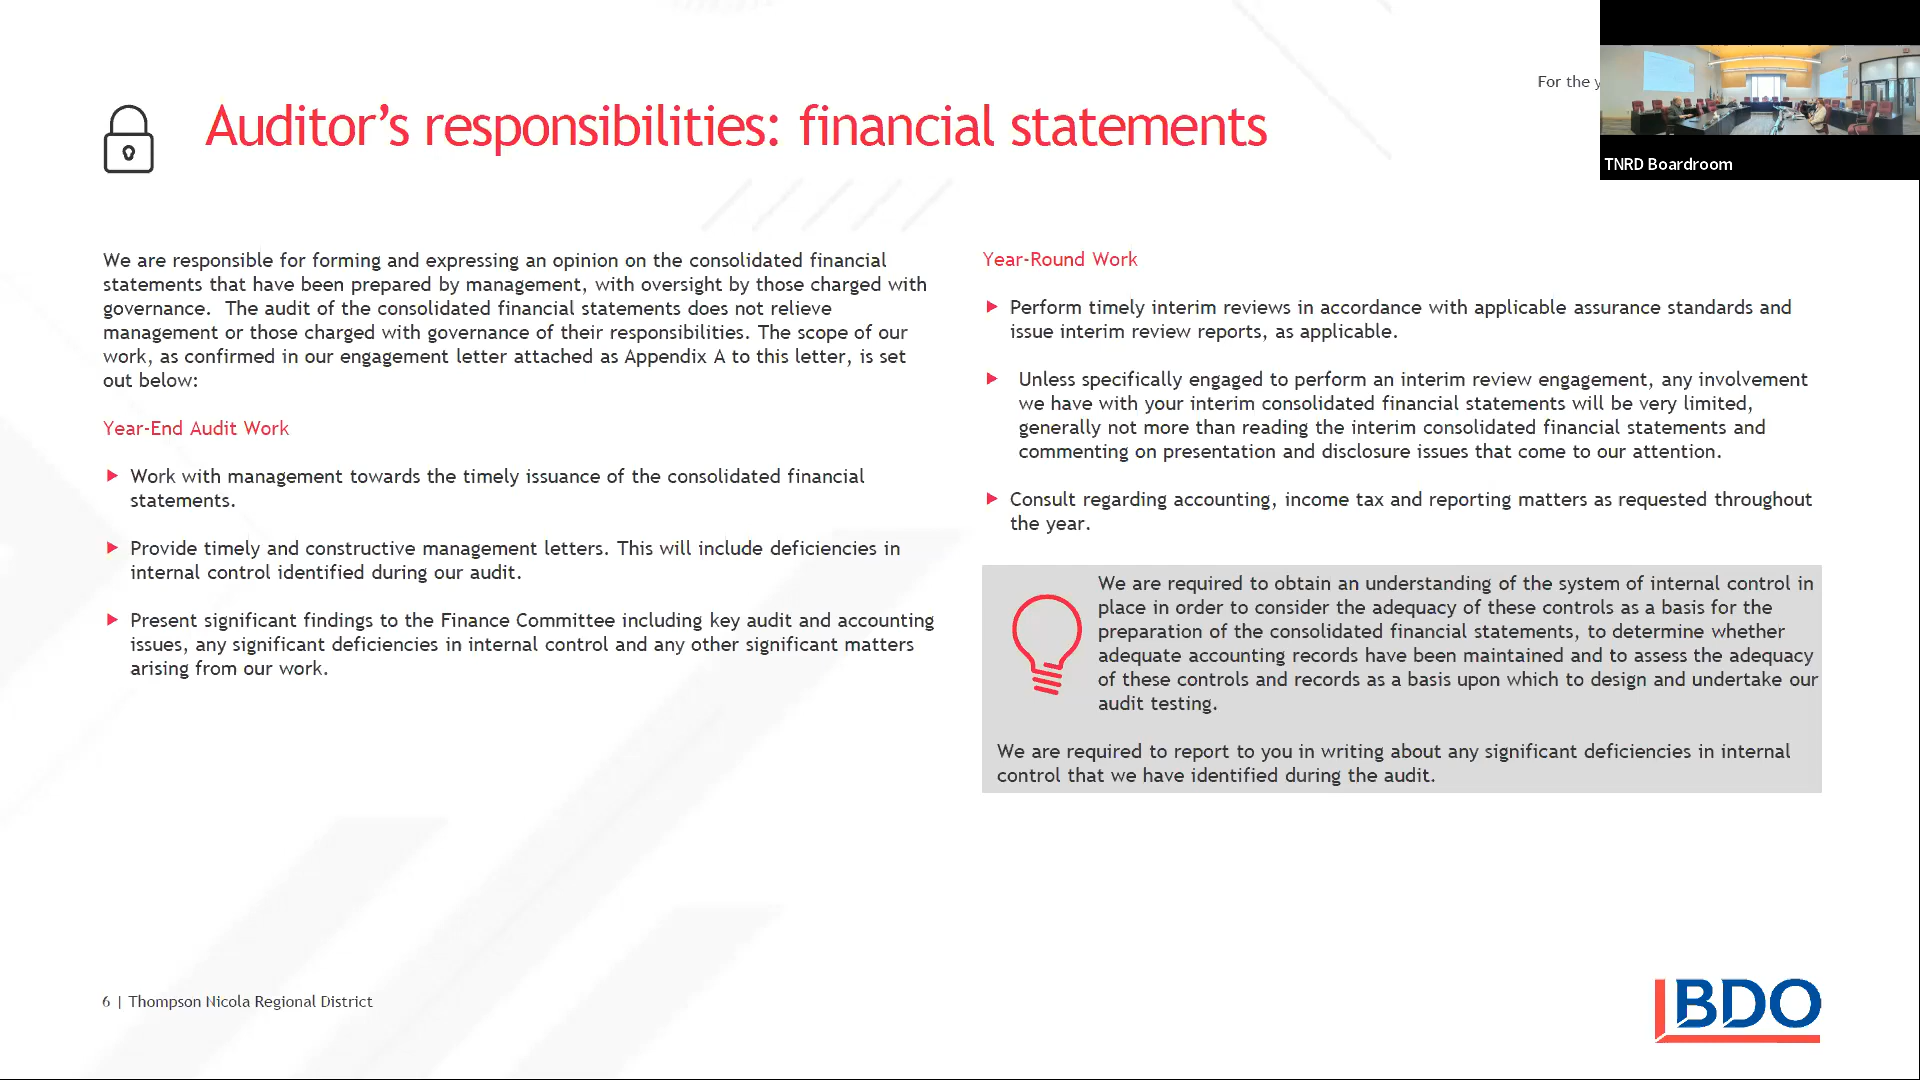 For the y
TNRD Boardroom
Auditor’s responsibilities: financial statements
We are responsible for forming and expressing an opinion on the consolidated financial
statements that have been prepared by management, with oversight by those charged with
governance.  The audit of the consolidated financial statements does not relieve
management or those charged with governance of their responsibilities. The scope of our
work, as confirmed in our engagement letter attached as Appendix A to this letter, is set
out below:
Year-End Audit Work
Work with management towards the timely issuance of the consolidated financial
statements.
Provide timely and constructive management letters. This will include deficiencies in
internal control identified during our audit.
Present significant findings to the Finance Committee including key audit and accounting
issues, any significant deficiencies in internal control and any other significant matters
arising from our work.
Year-Round Work
Perform timely interim reviews in accordance with applicable assurance standards and
issue interim review reports, as applicable.
Unless specifically engaged to perform an interim review engagement, any involvement
we have with your interim consolidated financial statements will be very limited,
generally not more than reading the interim consolidated financial statements and
commenting on presentation and disclosure issues that come to our attention.
Consult regarding accounting, income tax and reporting matters as requested throughout
the year.
We are required to obtain an understanding of the system of internal control in
place in order to consider the adequacy of these controls as a basis for the
preparation of the consolidated financial statements, to determine whether
adequate accounting records have been maintained and to assess the adequacy
of these controls and records as a basis upon which to design and undertake our
audit testing.
We are required to report to you in writing about any significant deficiencies in internal
control that we have identified during the audit.
6 | Thompson Nicola Regional District
BDO